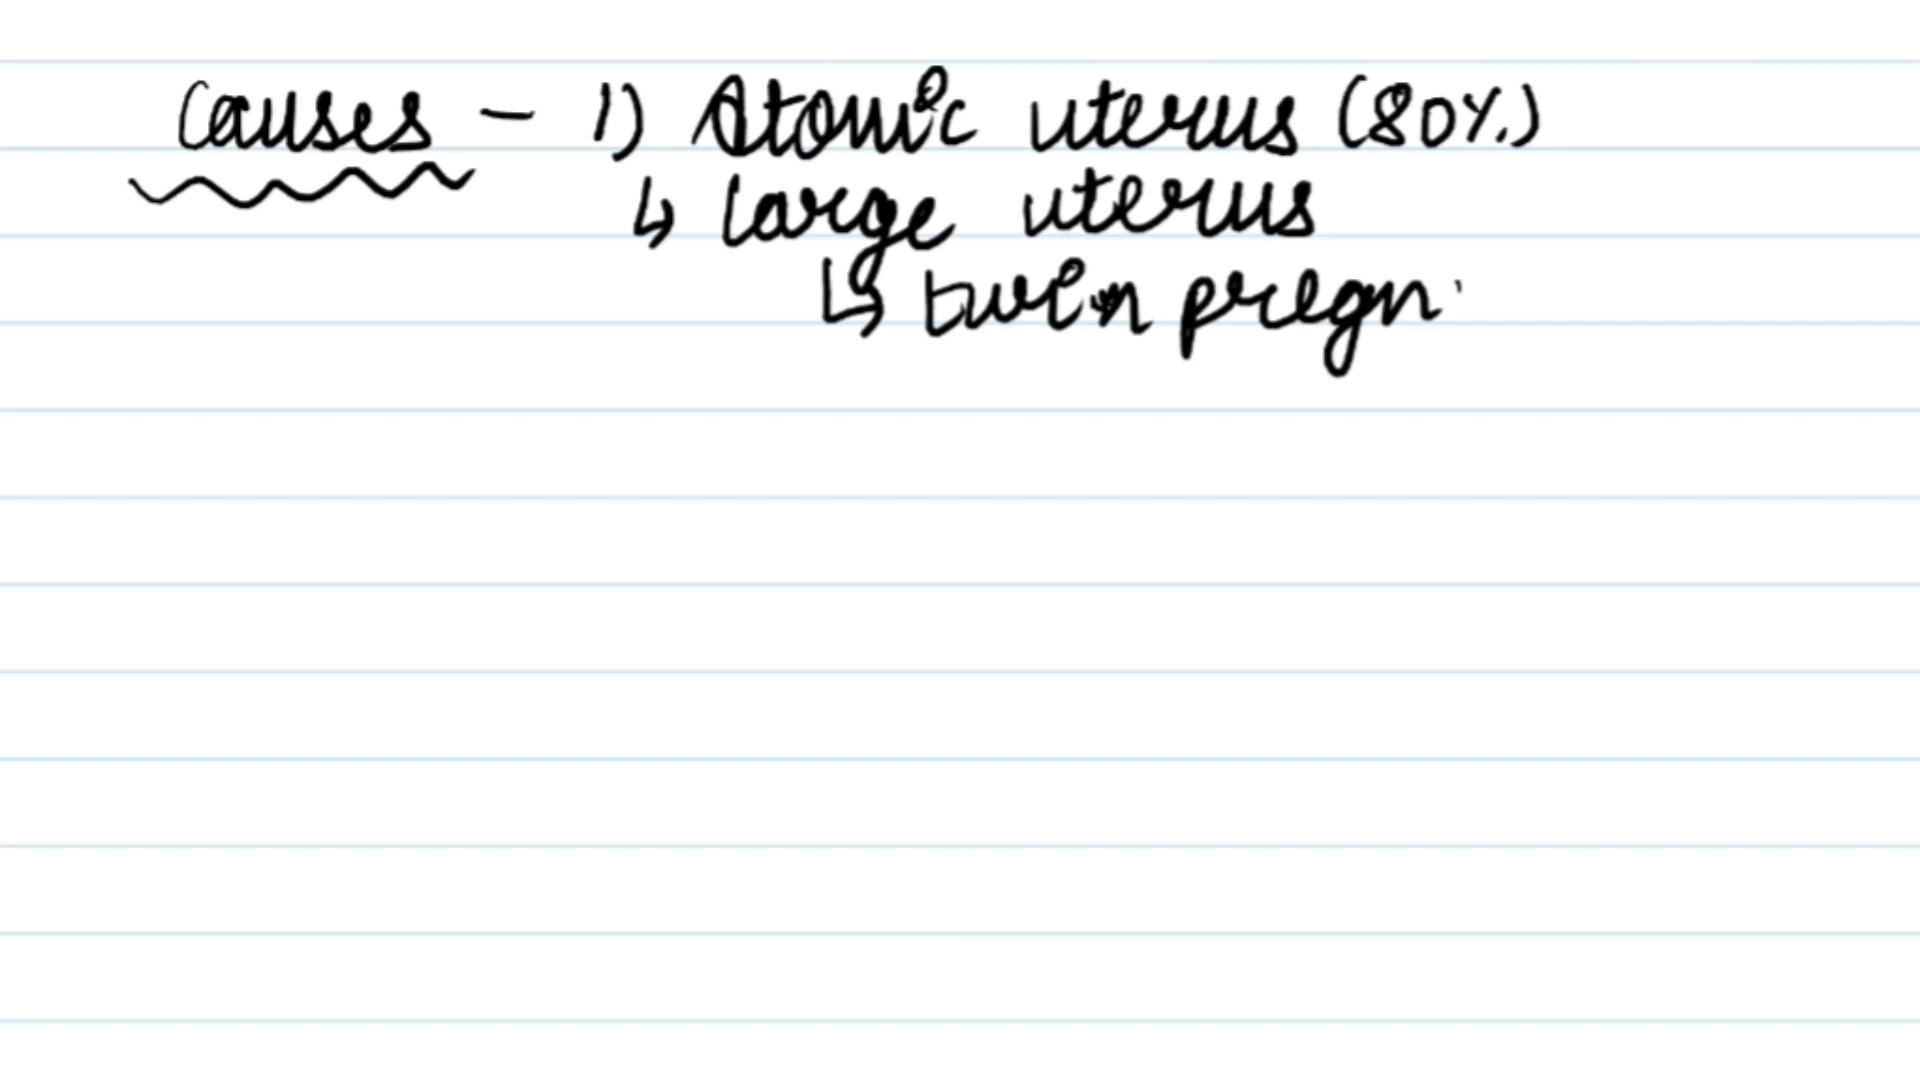 Causes - 1) Atonic uterus (80%)
↳ Large uterus
↳ twin pregn.